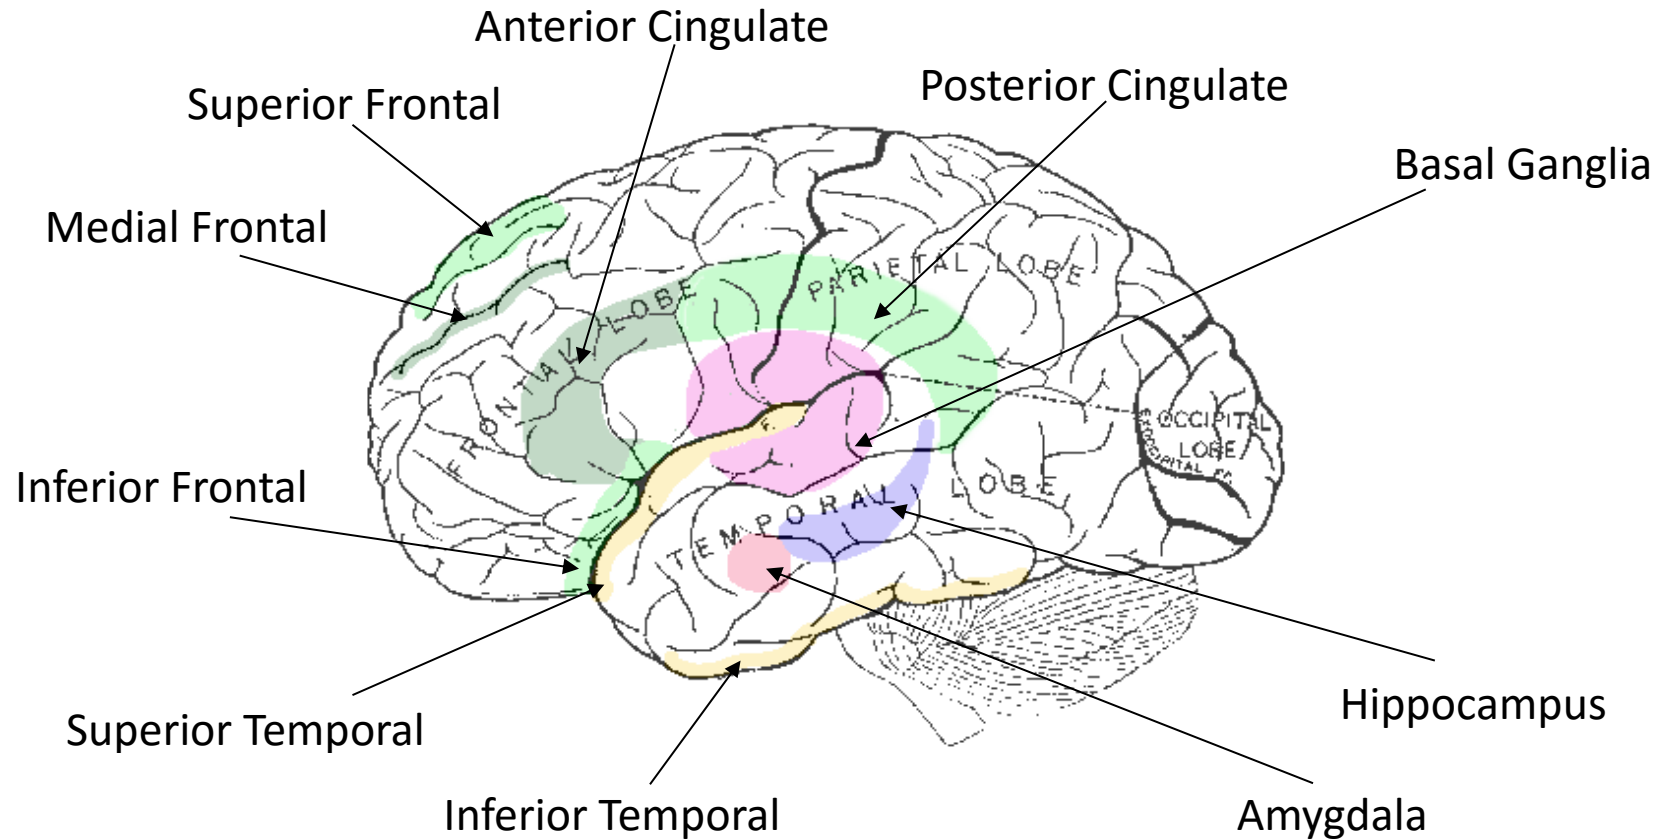 Anterior Cingulate
Superior Frontal
Posterior Cingulate
Basal Ganglia
Medial Frontal
FRONTAL LOBE
PARIETAL LOBE
OCCIPITAL
LOBE
Inferior Frontal
TEMPORAL LOBE
Superior Temporal
Hippocampus
Inferior Temporal
Amygdala